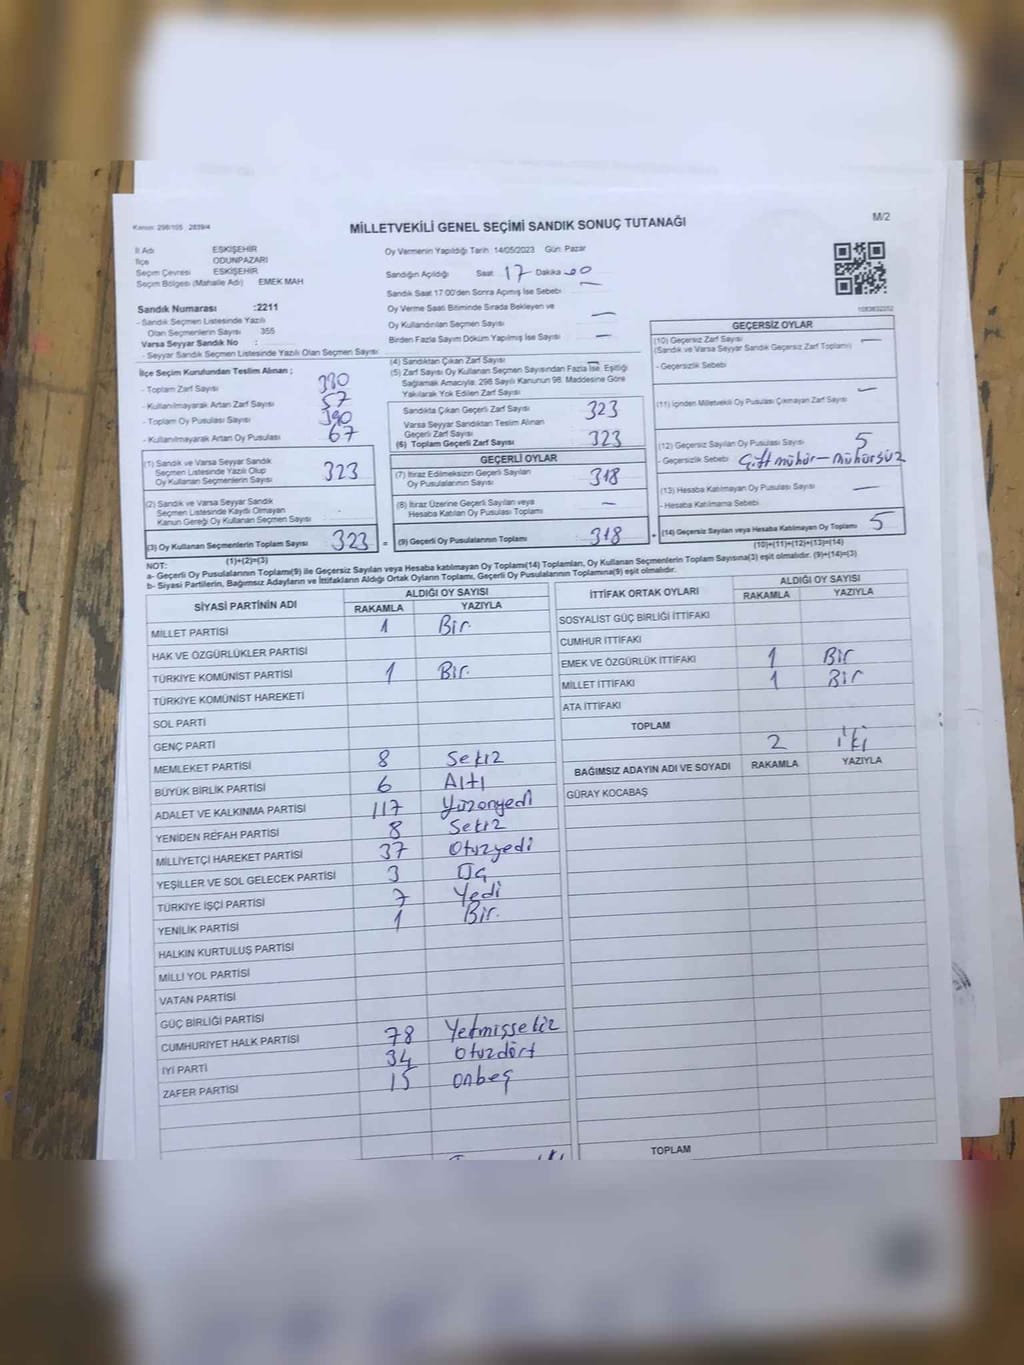 Kanun: 298/105 2839/4
MİLLETVEKİLİ GENEL SEÇİMİ SANDIK SONUÇ TUTANAĞI
M/2
İl Adı ESKİŞEHİR
İlçe ODUNPAZARI
Seçim Çevresi ESKİŞEHİR
Seçim Bölgesi (Mahalle Adı) EMEK MAH
Sandık Numarası :2211
- Sandık Seçmen Listesinde Yazılı
Olan Seçmenlerin Sayısı 355
Varsa Seyyar Sandık No :
- Seyyar Sandık Seçmen Listesinde Yazılı Olan Seçmen Sayısı:
Oy Vermenin Yapıldığı Tarih: 14/05/2023 Gün: Pazar
Sandığın Açıldığı Saat 17 Dakika 00
Sandık Saat 17:00'den Sonra Açılmış İse Sebebi —
Oy Verme Saati Bitiminde Sırada Bekleyen ve
Oy Kullandırılan Seçmen Sayısı —
Birden Fazla Sayım Döküm Yapılmış İse Sayısı —
İlçe Seçim Kurulundan Teslim Alınan ;
- Toplam Zarf Sayısı 380
- Kullanılmayarak Artan Zarf Sayısı 57
- Toplam Oy Pusulası Sayısı 390
- Kullanılmayarak Artan Oy Pusulası 67
(1) Sandık ve Varsa Seyyar Sandık
Seçmen Listesinde Yazılı Olup
Oy Kullanan Seçmenlerin Sayısı 323
(2) Sandık ve Varsa Seyyar Sandık
Seçmen Listesinde Kaydı Olmayan
Kanun Gereği Oy Kullanan Seçmen Sayısı
(3) Oy Kullanan Seçmenlerin Toplam Sayısı 323
(1)+(2)=(3)
(4) Sandıktan Çıkan Zarf Sayısı
(5) Zarf Sayısı Oy Kullanan Seçmen Sayısından Fazla İse, Eşitliği
Sağlamak Amacıyla; 298 Sayılı Kanunun 98. Maddesine Göre
Yakılarak Yok Edilen Zarf Sayısı
Sandıkta Çıkan Geçerli Zarf Sayısı 323
Varsa Seyyar Sandıktan Teslim Alınan
Geçerli Zarf Sayısı
(6) Toplam Geçerli Zarf Sayısı 323
GEÇERLİ OYLAR
(7) İtiraz Edilmeksizin Geçerli Sayılan
Oy Pusulalarının Sayısı 318
(8) İtiraz Üzerine Geçerli Sayılan veya
Hesaba Katılan Oy Pusulası Toplamı —
= (9) Geçerli Oy Pusulalarının Toplamı 318 +
1083832252
GEÇERSİZ OYLAR
(10) Geçersiz Zarf Sayısı —
(Sandık ve Varsa Seyyar Sandık Geçersiz Zarf Toplamı)
- Geçersizlik Sebebi
(11) İçinden Milletvekili Oy Pusulası Çıkmayan Zarf Sayısı —
(12) Geçersiz Sayılan Oy Pusulası Sayısı 5
- Geçersizlik Sebebi Çift mühür – Mühürsüz
(13) Hesaba Katılmayan Oy Pusulası Sayısı —
- Hesaba Katılmama Sebebi
(14) Geçersiz Sayılan veya Hesaba Katılmayan Oy Toplamı 5
(10)+(11)+(12)+(13)=(14)
NOT:
a- Geçerli Oy Pusulalarının Toplamı(9) ile Geçersiz Sayılan veya Hesaba katılmayan Oy Toplamı(14) Toplamları, Oy Kullanan Seçmenlerin Toplam Sayısına(3) eşit olmalıdır. (9)+(14)=(3)
b- Siyasi Partilerin, Bağımsız Adayların ve İttifakların Aldığı Ortak Oyların Toplamı, Geçerli Oy Pusulalarının Toplamına(9) eşit olmalıdır.
SİYASİ PARTİNİN ADI ALDIĞI OY SAYISI
RAKAMLA YAZIYLA
MİLLET PARTİSİ 1 Bir.
HAK VE ÖZGÜRLÜKLER PARTİSİ
TÜRKİYE KOMÜNİST PARTİSİ 1 Bir.
TÜRKİYE KOMÜNİST HAREKETİ
SOL PARTİ
GENÇ PARTİ
MEMLEKET PARTİSİ 8 Sekiz
BÜYÜK BİRLİK PARTİSİ 6 Altı
ADALET VE KALKINMA PARTİSİ 117 Yüzonyedi
YENİDEN REFAH PARTİSİ 8 Sekiz
MİLLİYETÇİ HAREKET PARTİSİ 37 Otuzyedi
YEŞİLLER VE SOL GELECEK PARTİSİ 3 Üç
TÜRKİYE İŞÇİ PARTİSİ 7 Yedi
YENİLİK PARTİSİ 1 Bir.
HALKIN KURTULUŞ PARTİSİ
MİLLİ YOL PARTİSİ
VATAN PARTİSİ
GÜÇ BİRLİĞİ PARTİSİ
CUMHURİYET HALK PARTİSİ 78 Yetmişsekiz
İYİ PARTİ 34 Otuzdört
ZAFER PARTİSİ 15 Onbeş
İTTİFAK ORTAK OYLARI ALDIĞI OY SAYISI
RAKAMLA YAZIYLA
SOSYALİST GÜÇ BİRLİĞİ İTTİFAKI
CUMHUR İTTİFAKI
EMEK VE ÖZGÜRLÜK İTTİFAKI 1 Bir
MİLLET İTTİFAKI 1 Bir
ATA İTTİFAKI
TOPLAM 2 iki
BAĞIMSIZ ADAYIN ADI VE SOYADI RAKAMLA YAZIYLA
GÜRAY KOCABAŞ
TOPLAM